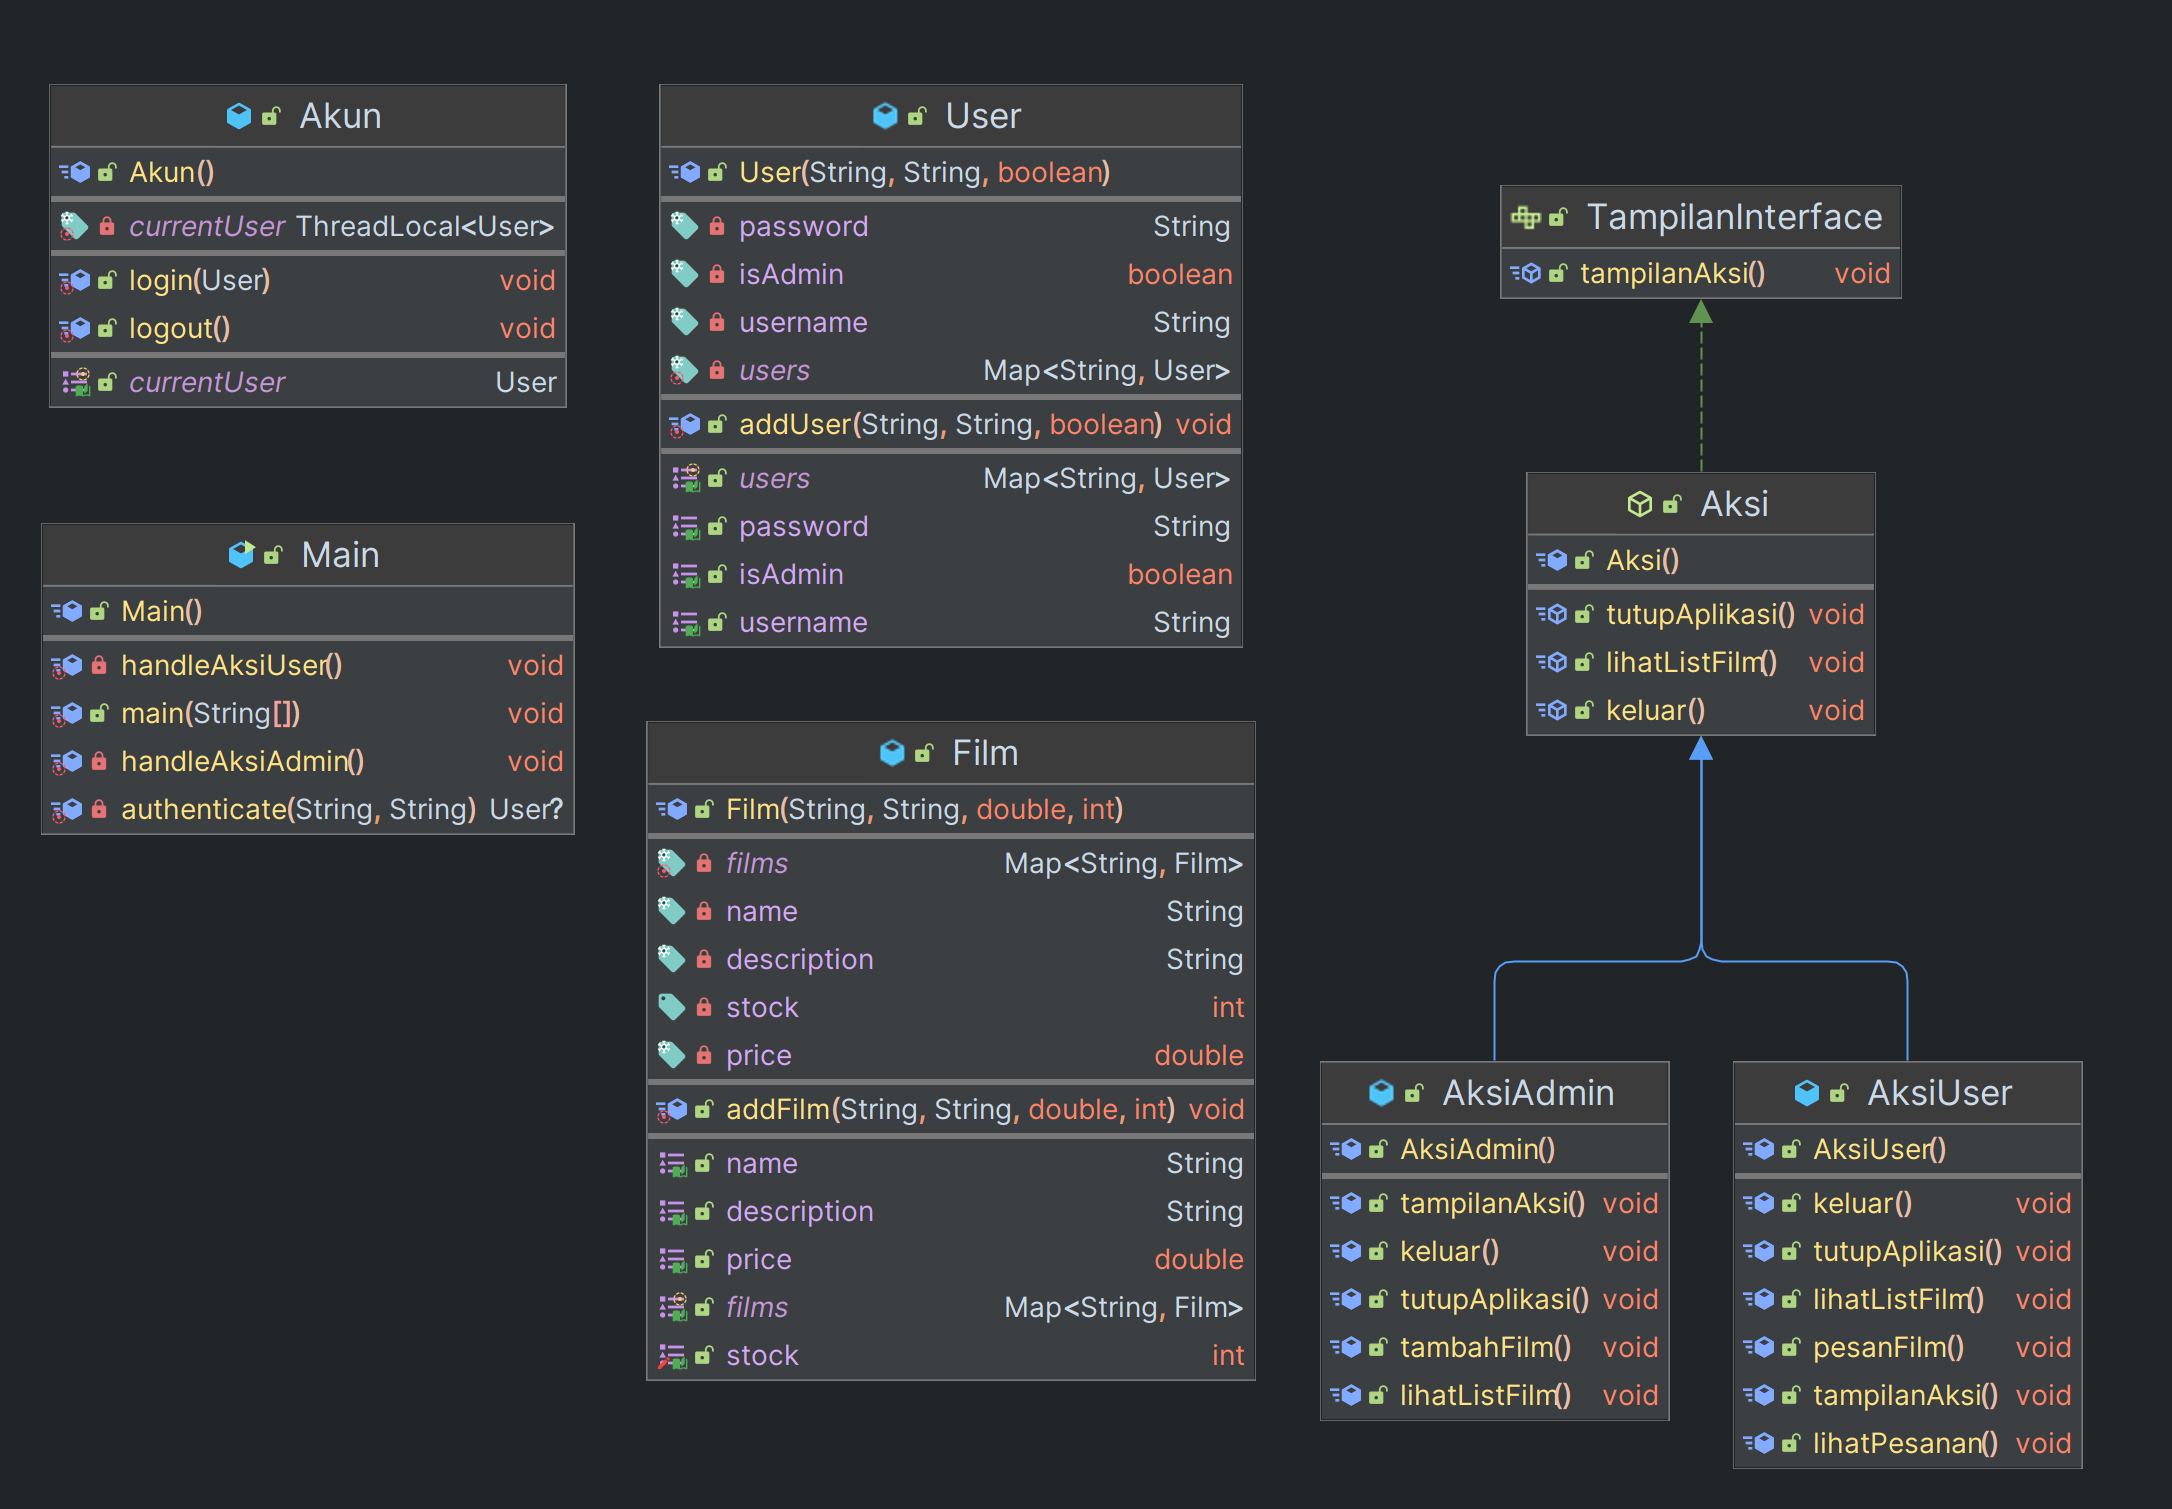 Akun
Akun()
currentUser ThreadLocal<User>
login(User) void
logout() void
currentUser User
Main
Main()
handleAksiUser() void
main(String[]) void
handleAksiAdmin() void
authenticate(String, String) User?
User
User(String, String, boolean)
password String
isAdmin boolean
username String
users Map<String, User>
addUser(String, String, boolean) void
users Map<String, User>
password String
isAdmin boolean
username String
Film
Film(String, String, double, int)
films Map<String, Film>
name String
description String
stock int
price double
addFilm(String, String, double, int) void
name String
description String
price double
films Map<String, Film>
stock int
TampilanInterface
tampilanAksi() void
Aksi
Aksi()
tutupAplikasi() void
lihatListFilm() void
keluar() void
AksiAdmin
AksiAdmin()
tampilanAksi() void
keluar() void
tutupAplikasi() void
tambahFilm() void
lihatListFilm() void
AksiUser
AksiUser()
keluar() void
tutupAplikasi() void
lihatListFilm() void
pesanFilm() void
tampilanAksi() void
lihatPesanan() void